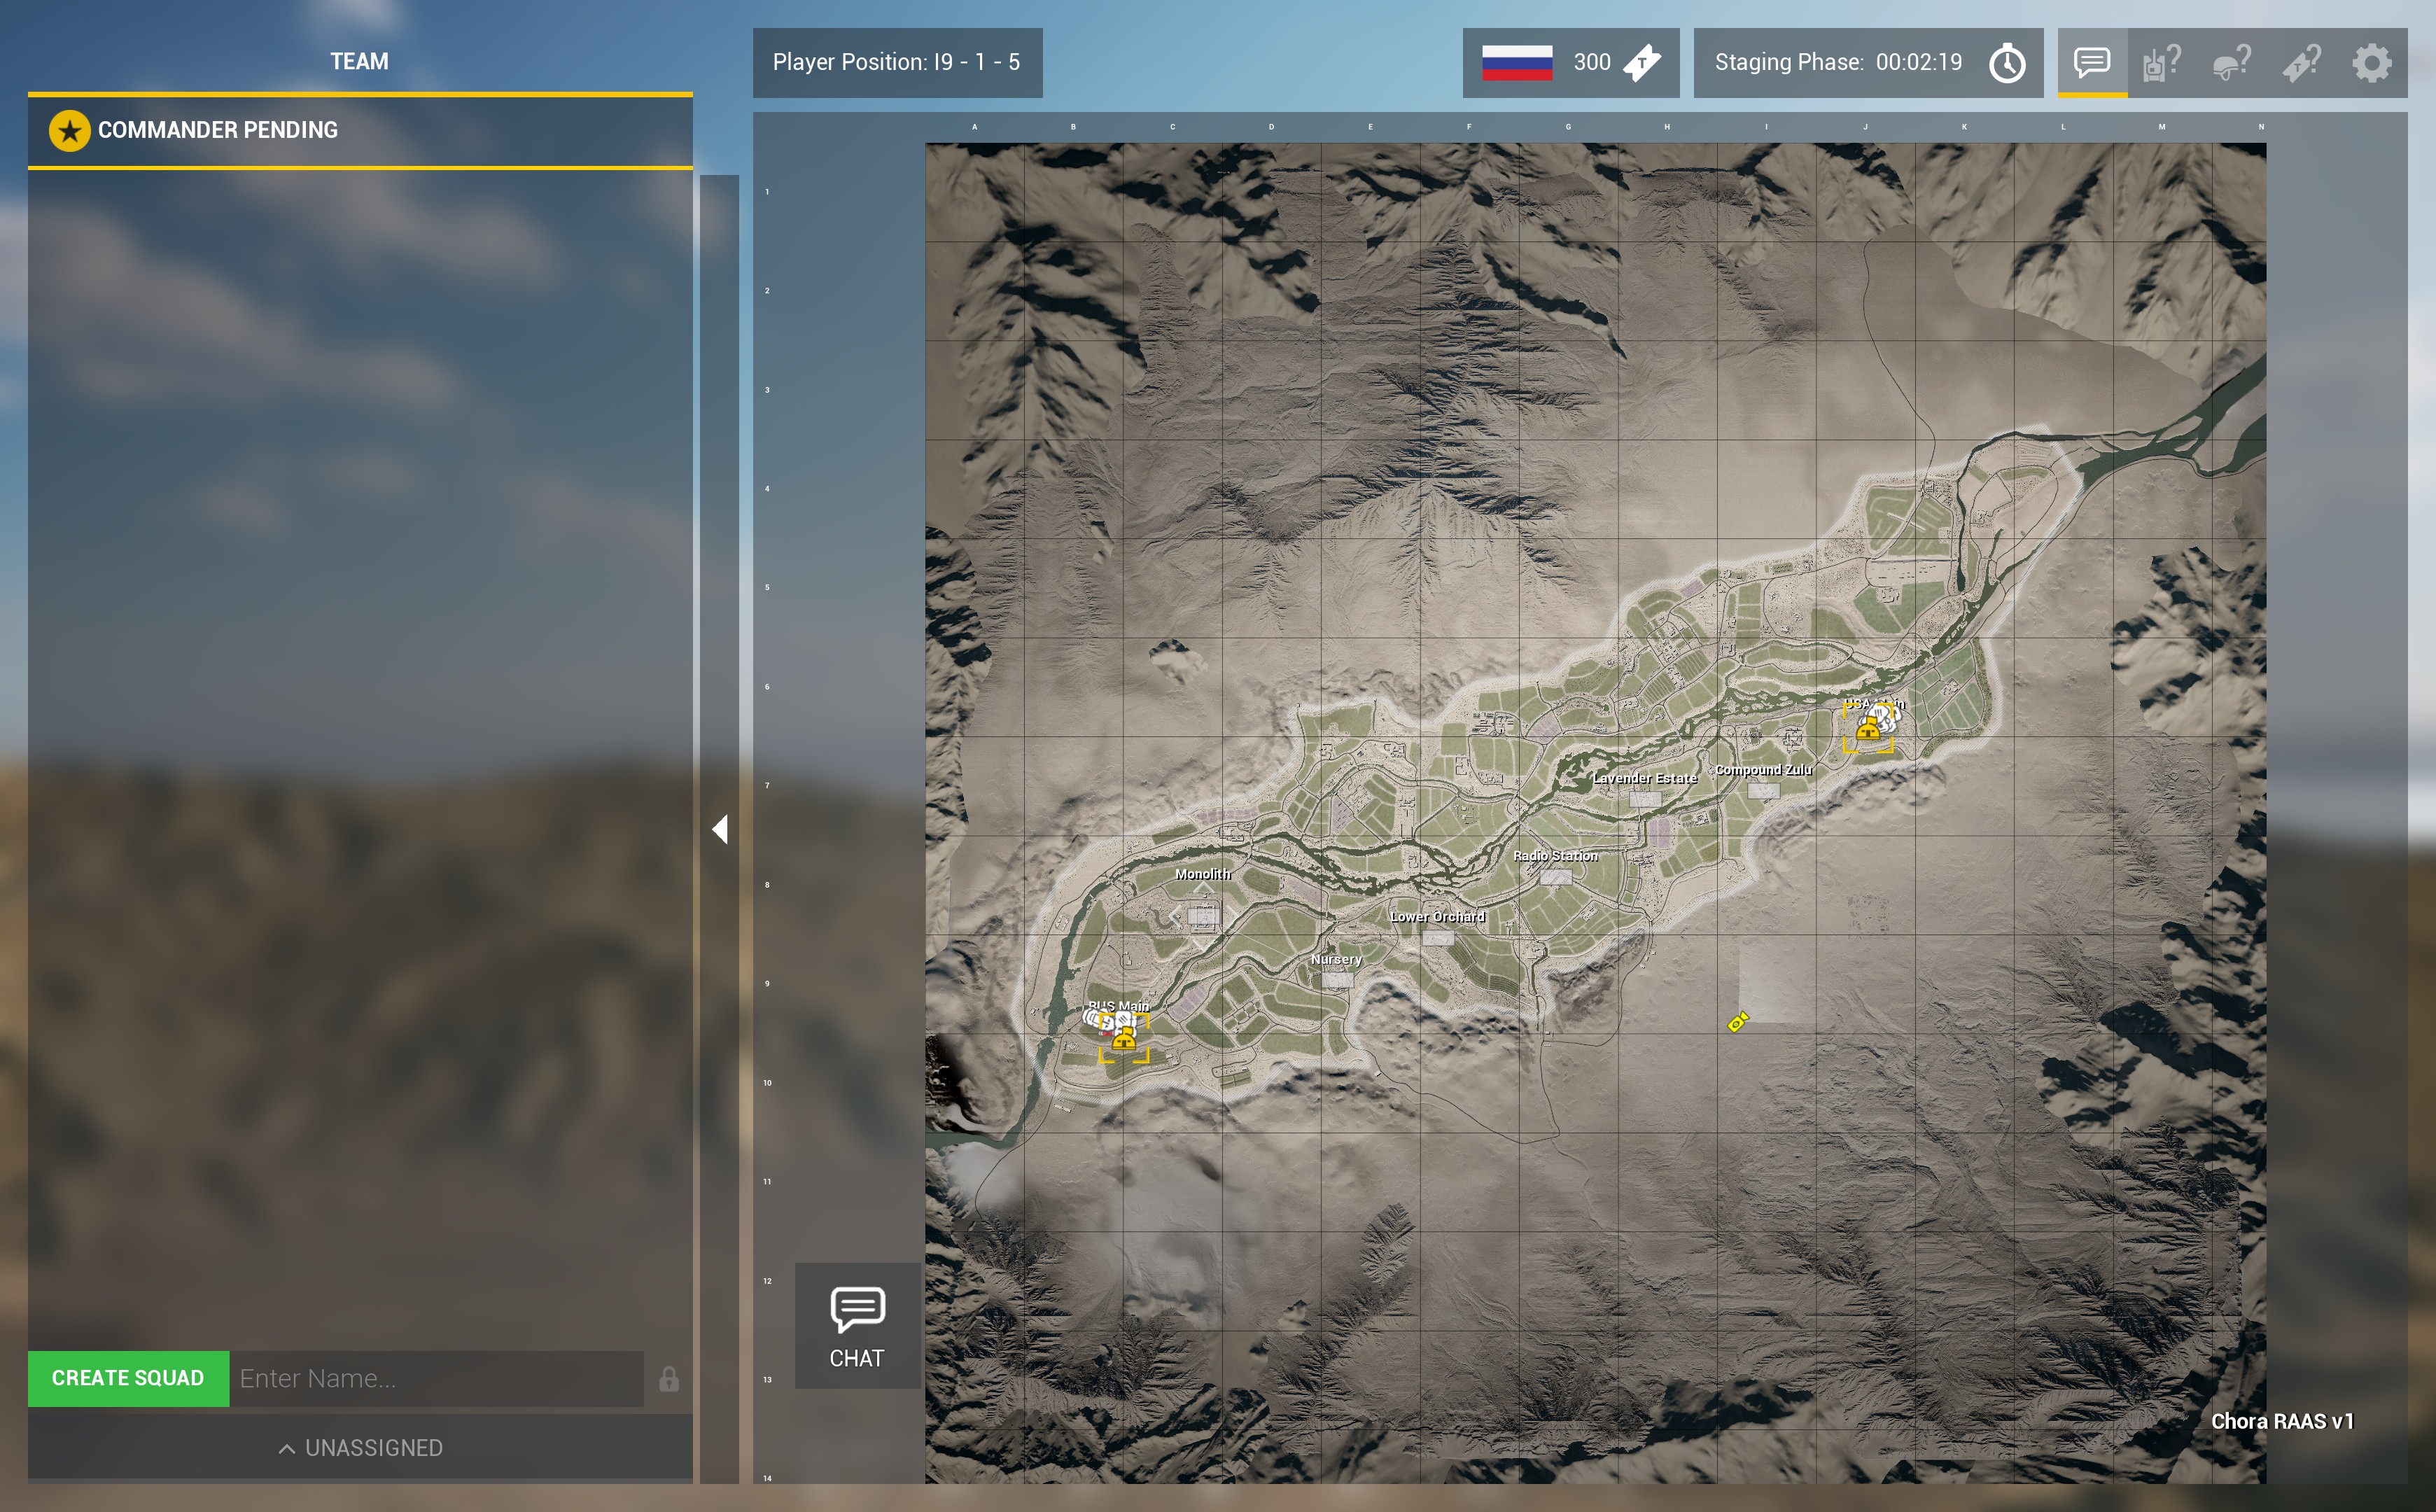 TEAM
Player Position: I9 - 1 - 5
300
Staging Phase: 00:02:19
COMMANDER PENDING
A B C D E F G H I J K L M N
1
2
3
4
5
6
USA Main
7
Lavender Estate
Compound Zulu
Radio Station
Monolith
8
Lower Orchard
Nursery
9
RUS Main
10
11
12
CHAT
13
CREATE SQUAD
Enter Name...
Chora RAAS v1
UNASSIGNED
14